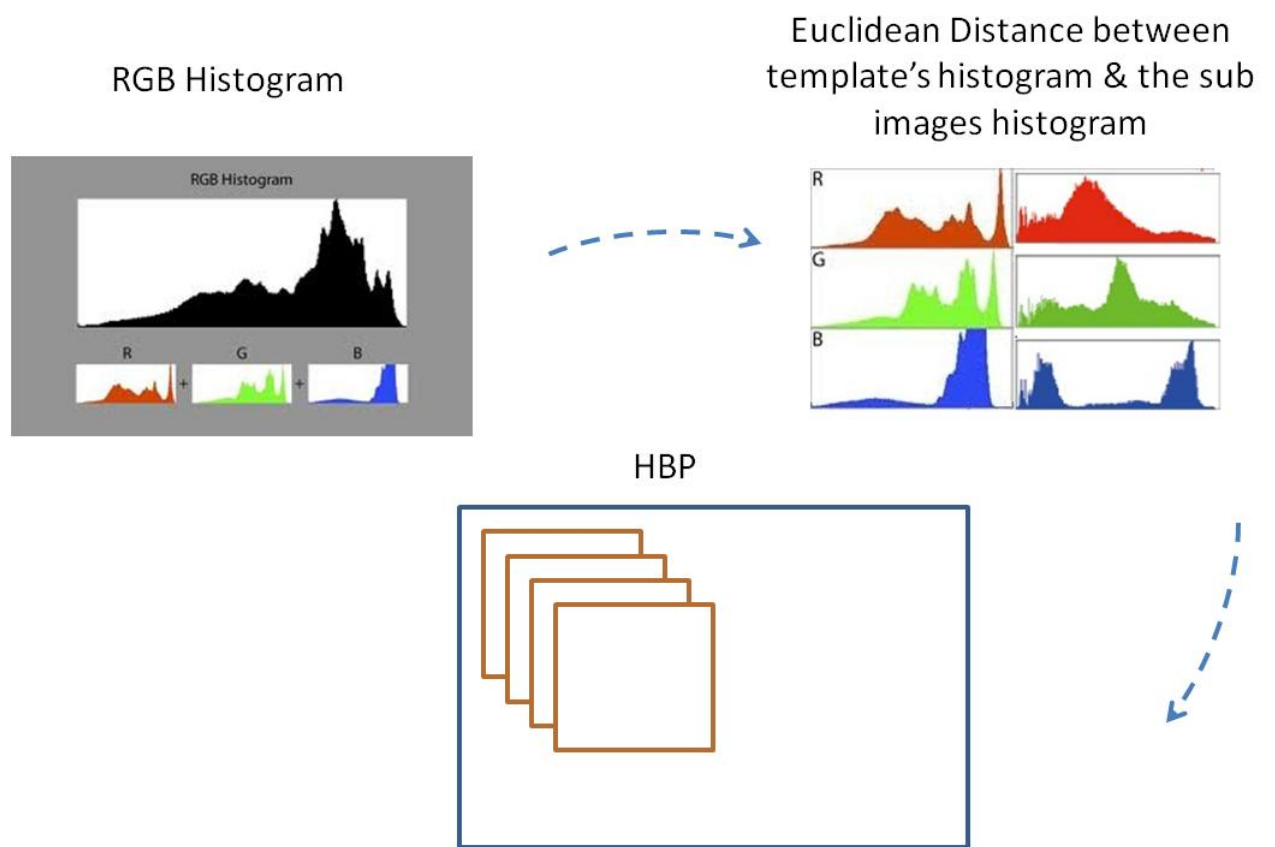 RGB Histogram
Euclidean Distance between
template's histogram & the sub
images histogram
RGB Histogram
R G B
+ +
R
G
B
HBP